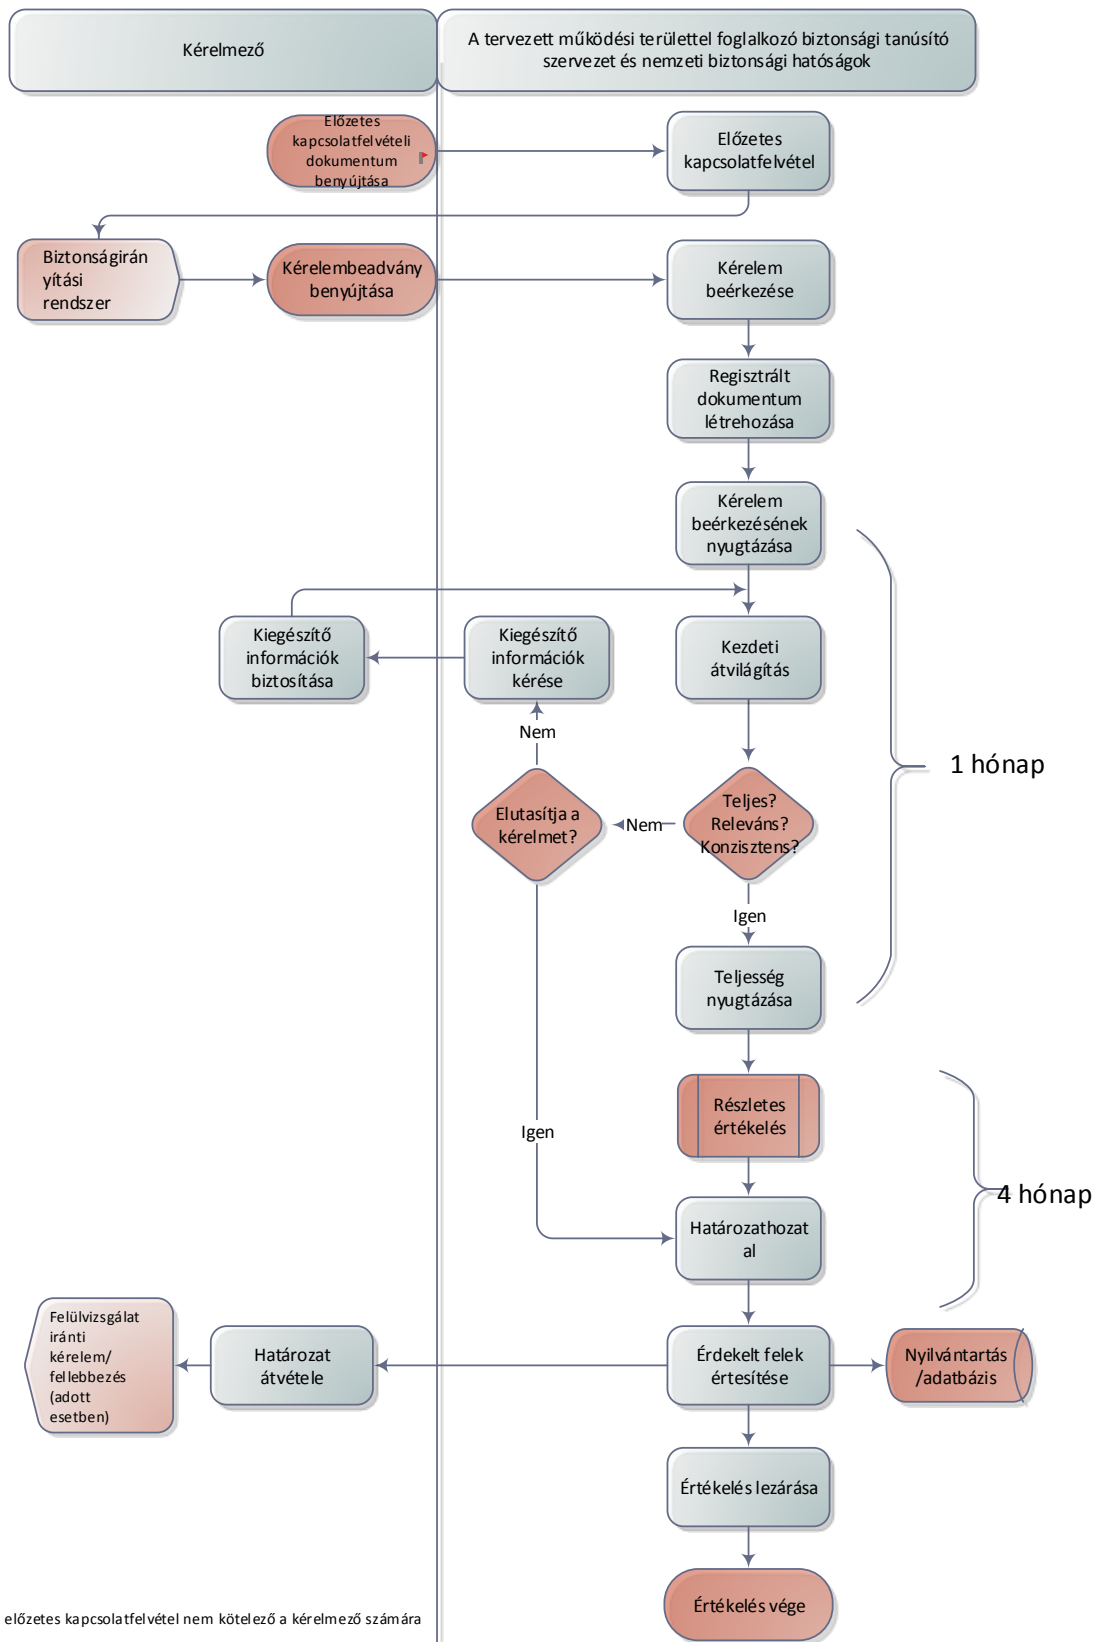 Kérelmező
A tervezett működési területtel foglalkozó biztonsági tanúsító
szervezet és nemzeti biztonsági hatóságok
Előzetes
kapcsolatfelvételi
dokumentum
benyújtása
Előzetes
kapcsolatfelvétel
Biztonságirán
yítási
rendszer
Kérelembeadvány
benyújtása
Kérelem
beérkezése
Regisztrált
dokumentum
létrehozása
Kérelem
beérkezésének
nyugtázása
Kiegészítő
információk
biztosítása
Kiegészítő
információk
kérése
Kezdeti
átvilágítás
Nem
1 hónap
Elutasítja a
kérelmet?
Nem
Teljes?
Releváns?
Konzisztens?
Igen
Teljesség
nyugtázása
Részletes
értékelés
Igen
4 hónap
Határozathozat
al
Felülvizsgálat
iránti
kérelem/
fellebbezés
(adott
esetben)
Határozat
átvétele
Érdekelt felek
értesítése
Nyilvántartás
/adatbázis
Értékelés lezárása
Értékelés vége
előzetes kapcsolatfelvétel nem kötelező a kérelmező számára